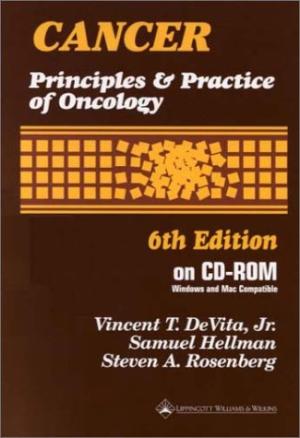 CANCER
Principles & Practice
of Oncology
6th Edition
on CD-ROM
Windows and Mac Compatible
Vincent T. DeVita, Jr.
Samuel Hellman
Steven A. Rosenberg
LIPPINCOTT WILLIAMS & WILKINS